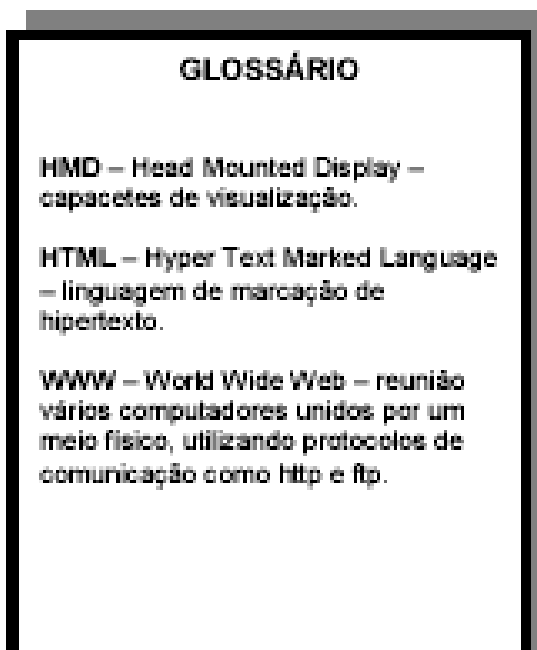 GLOSSÁRIO
HMD – Head Mounted Display –
capacetes de visualização.
HTML – Hyper Text Marked Language
– linguagem de marcação de
hipertexto.
WWW – World Wide Web – reunião
vários computadores unidos por um
meio físico, utilizando protocolos de
comunicação como http e ftp.